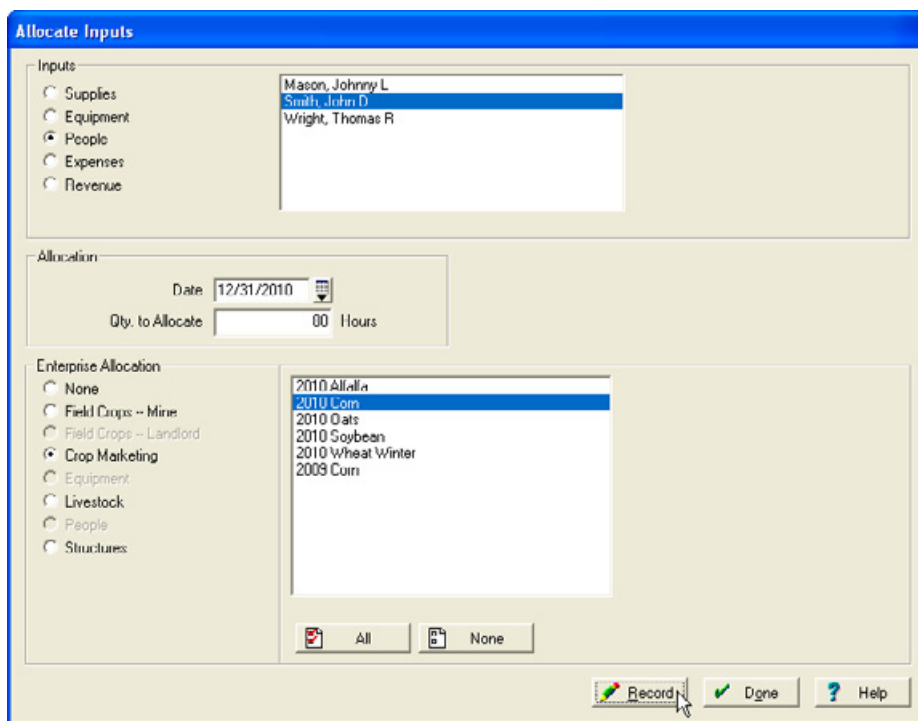 Allocate Inputs
Inputs
Supplies
Equipment
People
Expenses
Revenue
Mason, Johnny L
Smith, John D
Wright, Thomas R
Allocation
Date 12/31/2010
Qty. to Allocate 00 Hours
Enterprise Allocation
None
Field Crops -- Mine
Field Crops -- Landlord
Crop Marketing
Equipment
Livestock
People
Structures
2010 Alfalfa
2010 Corn
2010 Oats
2010 Soybean
2010 Wheat Winter
2009 Corn
All None
Record Done Help